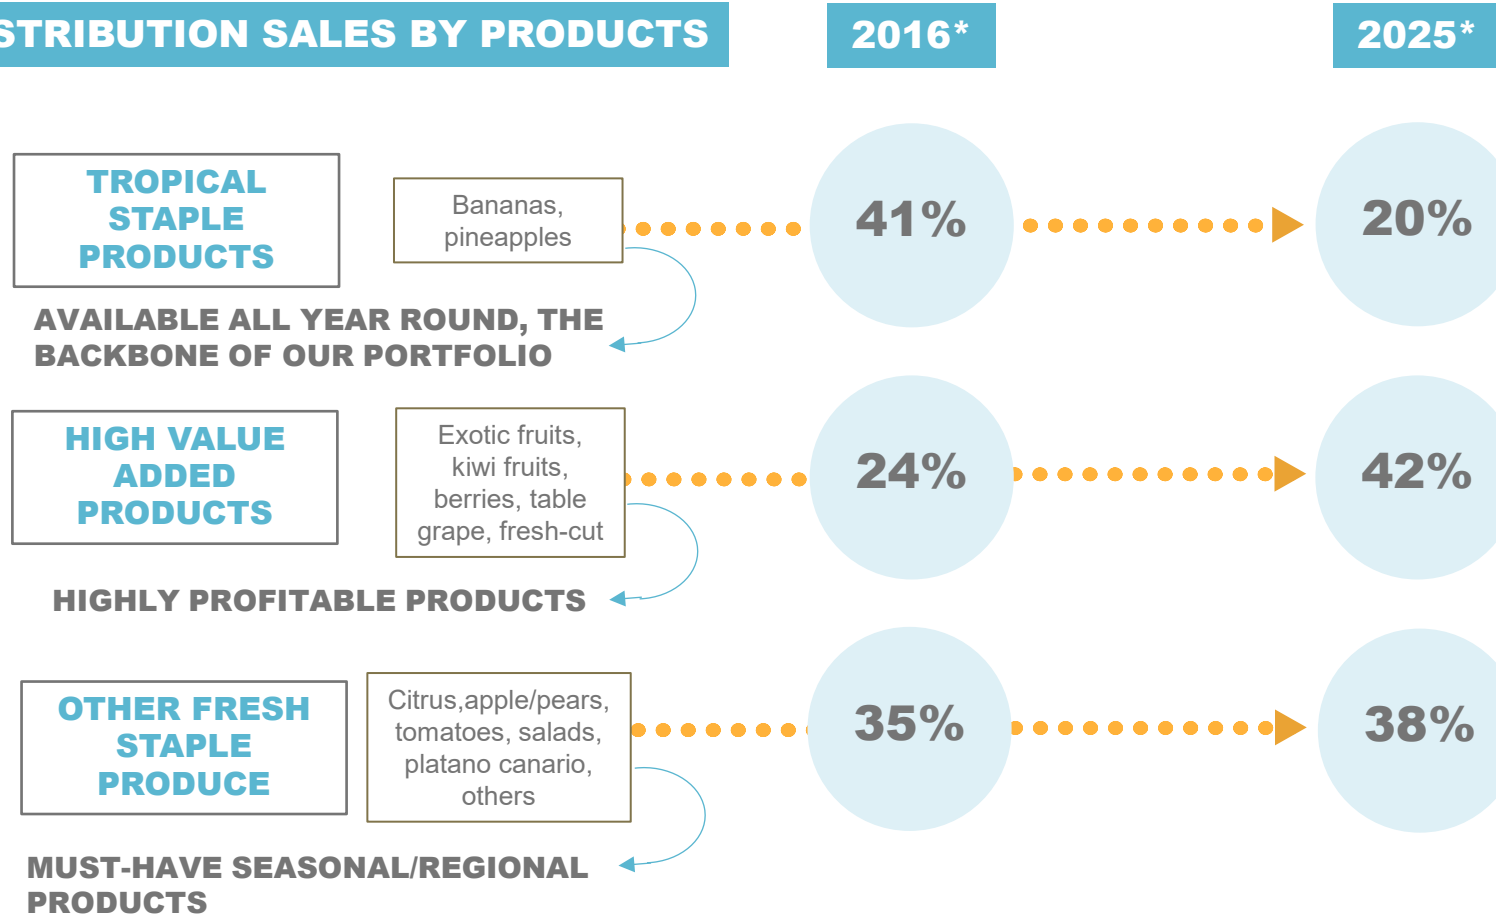 STRIBUTION SALES BY PRODUCTS
2016*
2025*
TROPICAL
STAPLE
PRODUCTS
Bananas,
pineapples
41%
20%
AVAILABLE ALL YEAR ROUND, THE
BACKBONE OF OUR PORTFOLIO
HIGH VALUE
ADDED
PRODUCTS
Exotic fruits,
kiwi fruits,
berries, table
grape, fresh-cut
24%
42%
HIGHLY PROFITABLE PRODUCTS
OTHER FRESH
STAPLE
PRODUCE
Citrus,apple/pears,
tomatoes, salads,
platano canario,
others
35%
38%
MUST-HAVE SEASONAL/REGIONAL
PRODUCTS